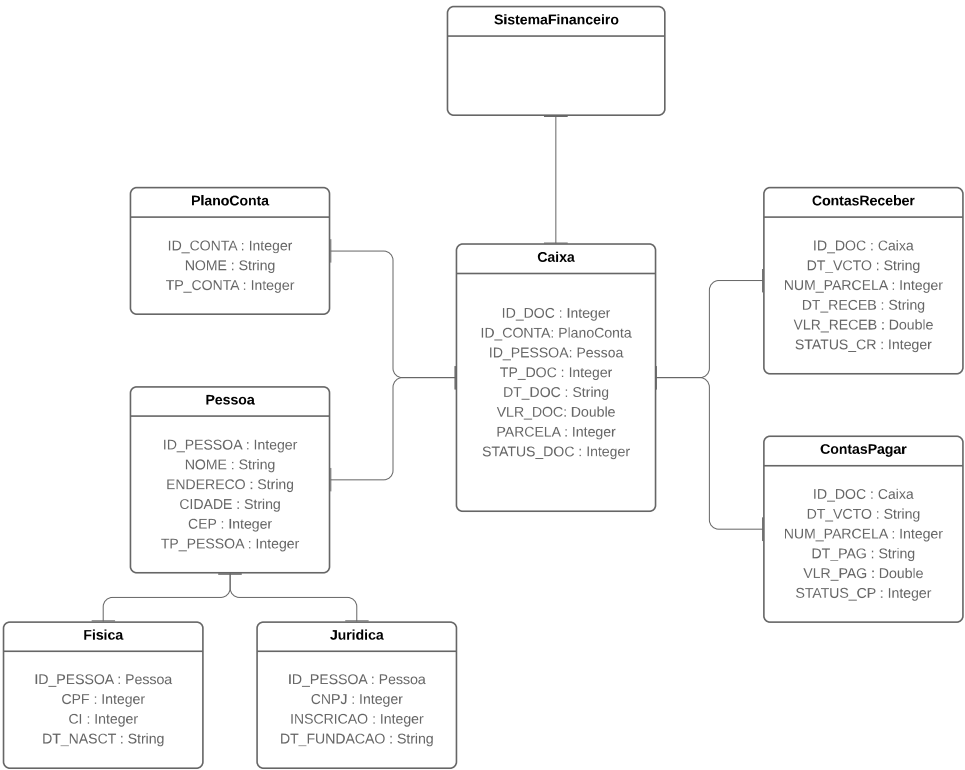 SistemaFinanceiro
PlanoConta
ID_CONTA : Integer
NOME : String
TP_CONTA : Integer
Pessoa
ID_PESSOA : Integer
NOME : String
ENDERECO : String
CIDADE : String
CEP : Integer
TP_PESSOA : Integer
Fisica
ID_PESSOA : Pessoa
CPF : Integer
CI : Integer
DT_NASCT : String
Juridica
ID_PESSOA : Pessoa
CNPJ : Integer
INSCRICAO : Integer
DT_FUNDACAO : String
Caixa
ID_DOC : Integer
ID_CONTA: PlanoConta
ID_PESSOA: Pessoa
TP_DOC : Integer
DT_DOC : String
VLR_DOC: Double
PARCELA : Integer
STATUS_DOC : Integer
ContasReceber
ID_DOC : Caixa
DT_VCTO : String
NUM_PARCELA : Integer
DT_RECEB : String
VLR_RECEB : Double
STATUS_CR : Integer
ContasPagar
ID_DOC : Caixa
DT_VCTO : String
NUM_PARCELA : Integer
DT_PAG : String
VLR_PAG : Double
STATUS_CP : Integer